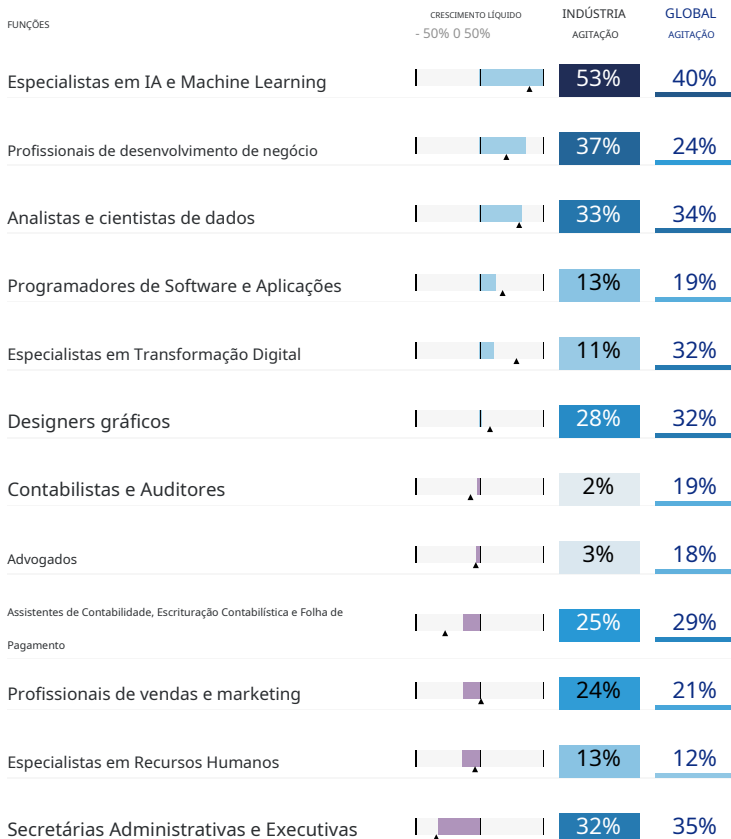 FUNÇÕES
CRESCIMENTO LÍQUIDO
- 50% 0 50%
INDÚSTRIA
AGITAÇÃO
GLOBAL
AGITAÇÃO
Especialistas em IA e Machine Learning 53% 40%
Profissionais de desenvolvimento de negócio 37% 24%
Analistas e cientistas de dados 33% 34%
Programadores de Software e Aplicações 13% 19%
Especialistas em Transformação Digital 11% 32%
Designers gráficos 28% 32%
Contabilistas e Auditores 2% 19%
Advogados 3% 18%
Assistentes de Contabilidade, Escrituração Contabilística e Folha de
Pagamento
25% 29%
Profissionais de vendas e marketing 24% 21%
Especialistas em Recursos Humanos 13% 12%
Secretárias Administrativas e Executivas 32% 35%